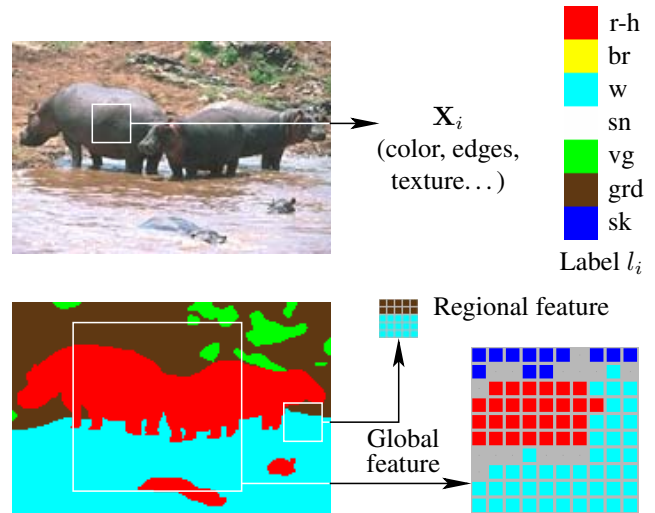 r-h
br
w
sn
vg
grd
sk
Label l_i
X_i
(color, edges,
texture…)
Regional feature
Global
feature